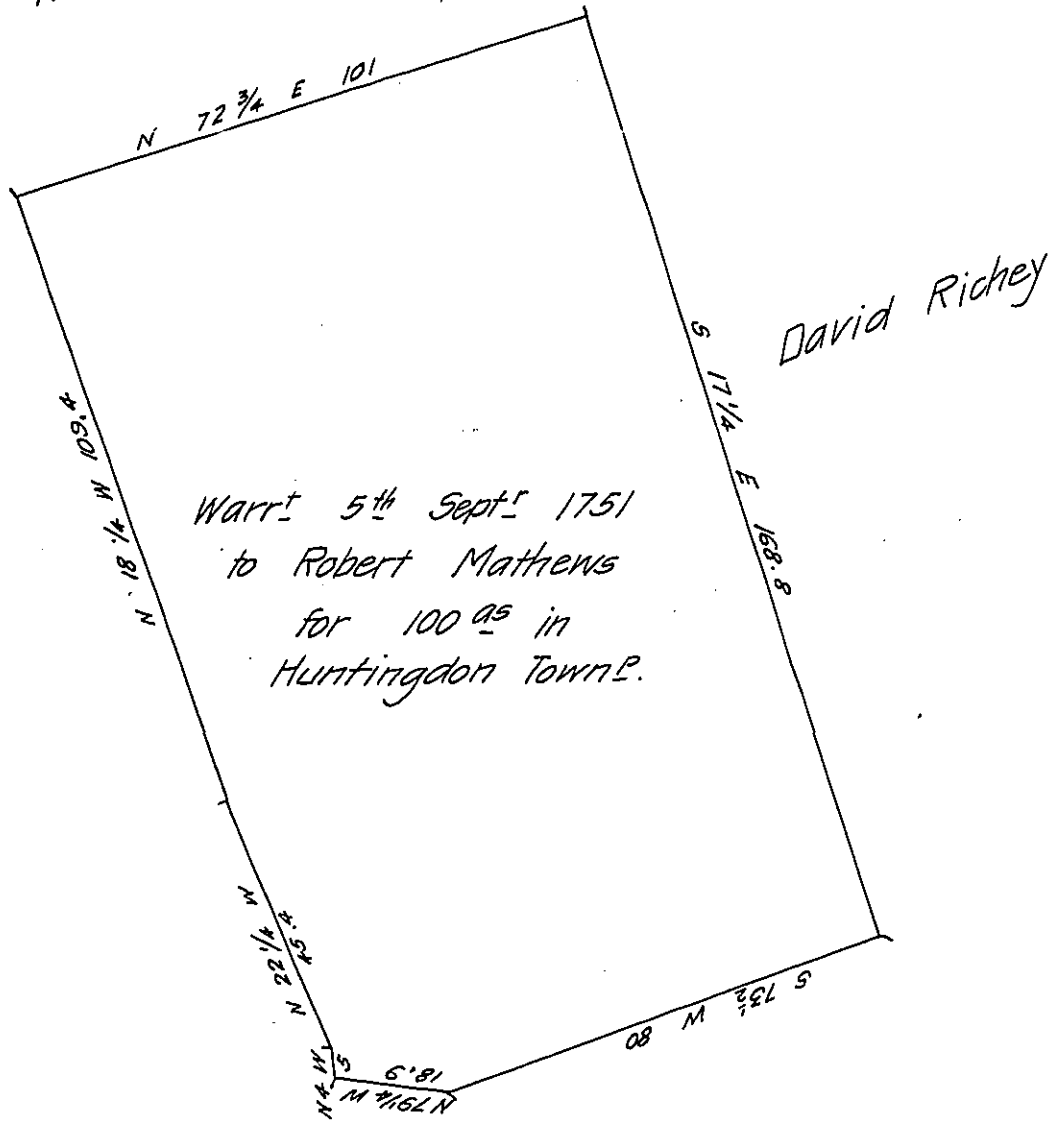 N 72 3/4 E 101
S 17 1/4 E 168.8
David Richey
N 18 1/4 W 109.4
Warrt 5th Septr 1751
to Robert Mathews
for 100 as in
Huntingdon Townp.
N 22 1/4 W
45.4
S 73 1/2 W 80
N 79 1/4 W
18.9
N 4 W
5